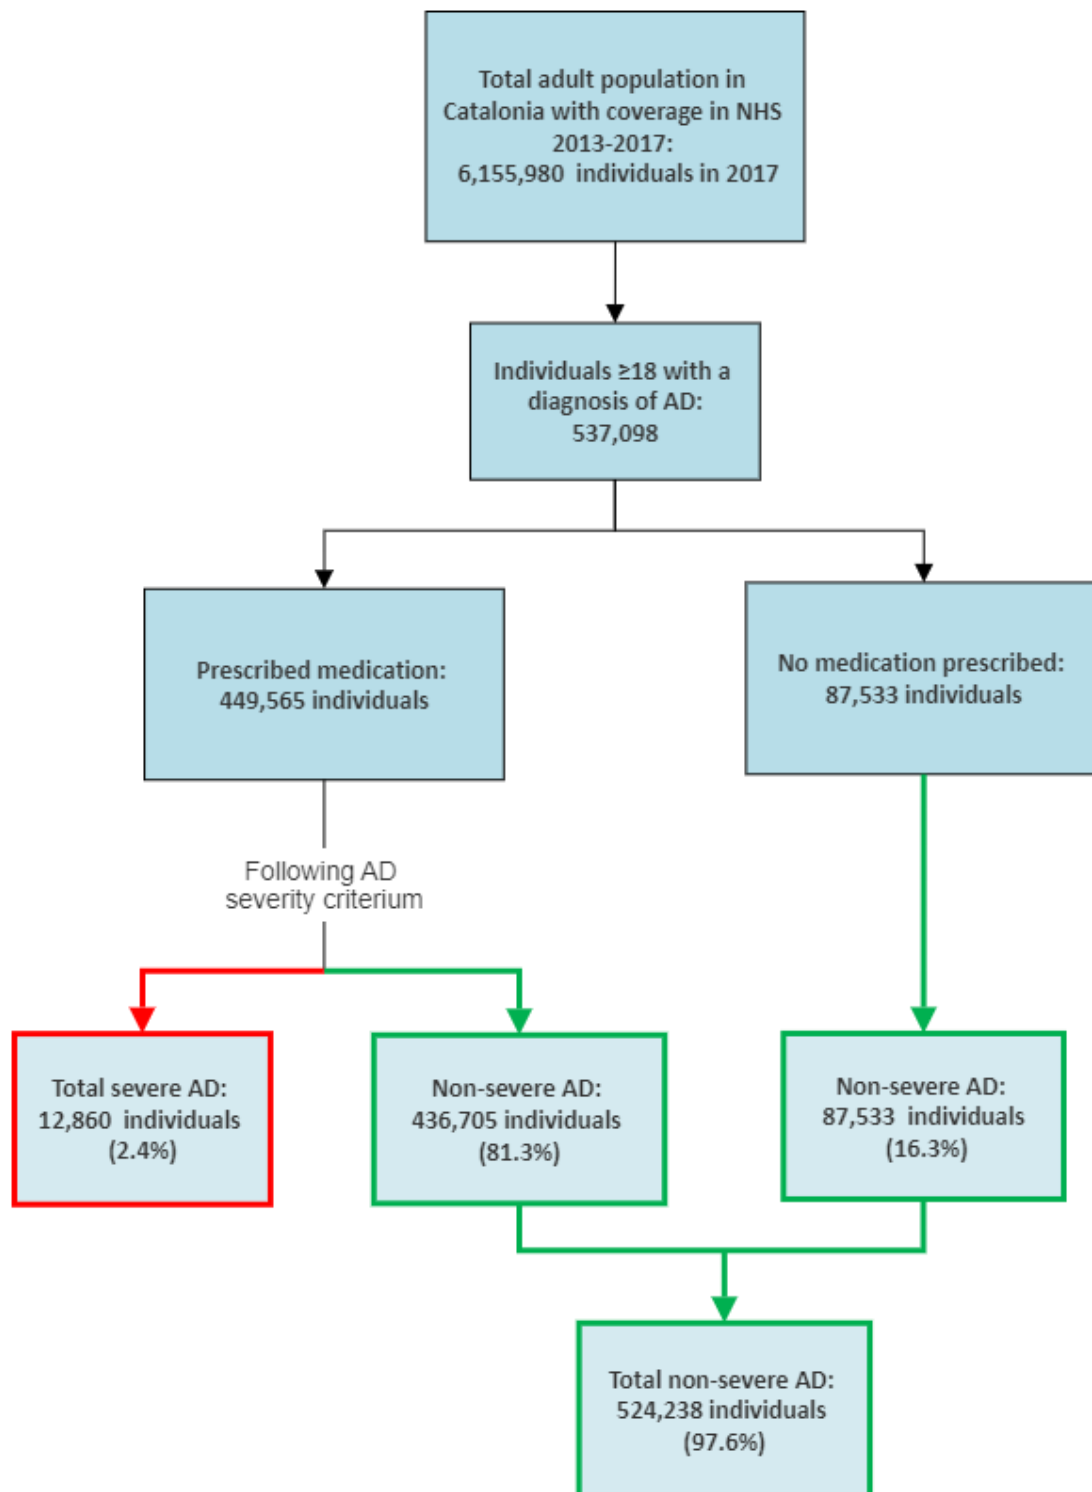 Total adult population in
Catalonia with coverage in NHS
2013-2017:
6,155,980 individuals in 2017
Individuals ≥18 with a
diagnosis of AD:
537,098
Prescribed medication:
449,565 individuals
No medication prescribed:
87,533 individuals
Following AD
severity criterium
Total severe AD:
12,860 individuals
(2.4%)
Non-severe AD:
436,705 individuals
(81.3%)
Non-severe AD:
87,533 individuals
(16.3%)
Total non-severe AD:
524,238 individuals
(97.6%)